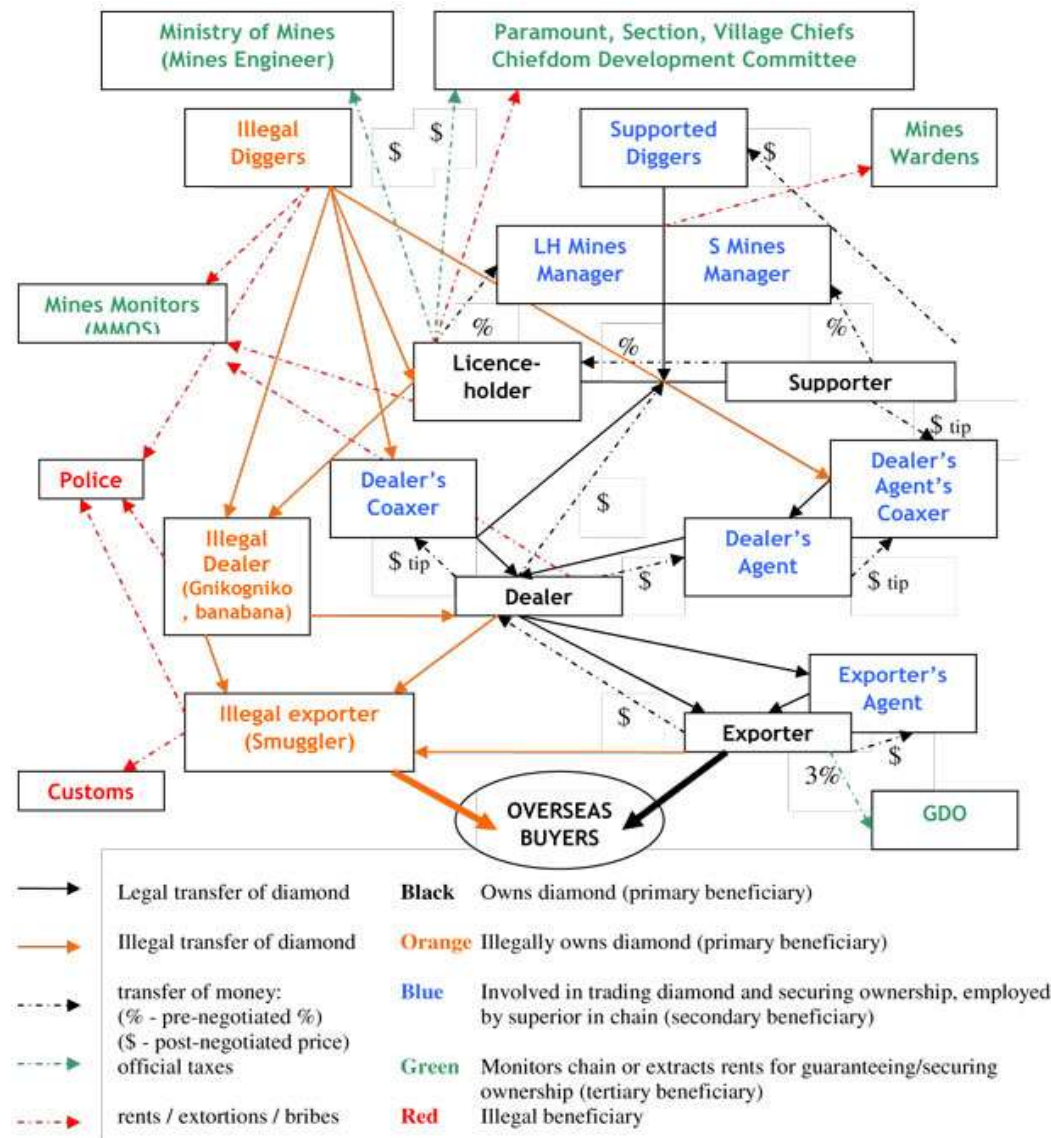 Ministry of Mines
(Mines Engineer)
Paramount, Section, Village Chiefs
Chiefdom Development Committee
Illegal
Diggers
$
$
Supported
Diggers
$
Mines
Wardens
LH Mines
Manager
S Mines
Manager
Mines Monitors
(MMOS)
%
%
%
Licence-
holder
Supporter
$ tip
Police
Dealer's
Coaxer
Dealer's
Agent's
Coaxer
$
Illegal
Dealer
(Gnikogniko
, banabana)
Dealer's
Agent
$ tip
$
$ tip
Dealer
Exporter's
Agent
Illegal exporter
(Smuggler)
$
Exporter
$
3%
Customs
OVERSEAS
BUYERS
GDO
Legal transfer of diamond
Black Owns diamond (primary beneficiary)
Illegal transfer of diamond
Orange Illegally owns diamond (primary beneficiary)
transfer of money:
(% - pre-negotiated %)
($ - post-negotiated price)
Blue Involved in trading diamond and securing ownership, employed
by superior in chain (secondary beneficiary)
official taxes
Green Monitors chain or extracts rents for guaranteeing/securing
ownership (tertiary beneficiary)
rents / extortions / bribes
Red Illegal beneficiary